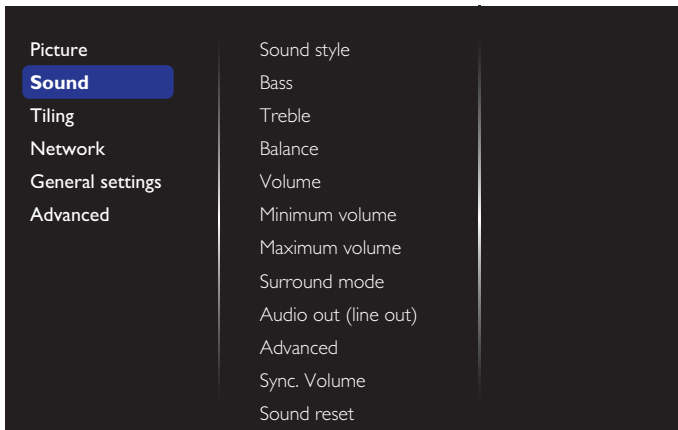 Picture
Sound
Tiling
Network
General settings
Advanced
Sound style
Bass
Treble
Balance
Volume
Minimum volume
Maximum volume
Surround mode
Audio out (line out)
Advanced
Sync. Volume
Sound reset